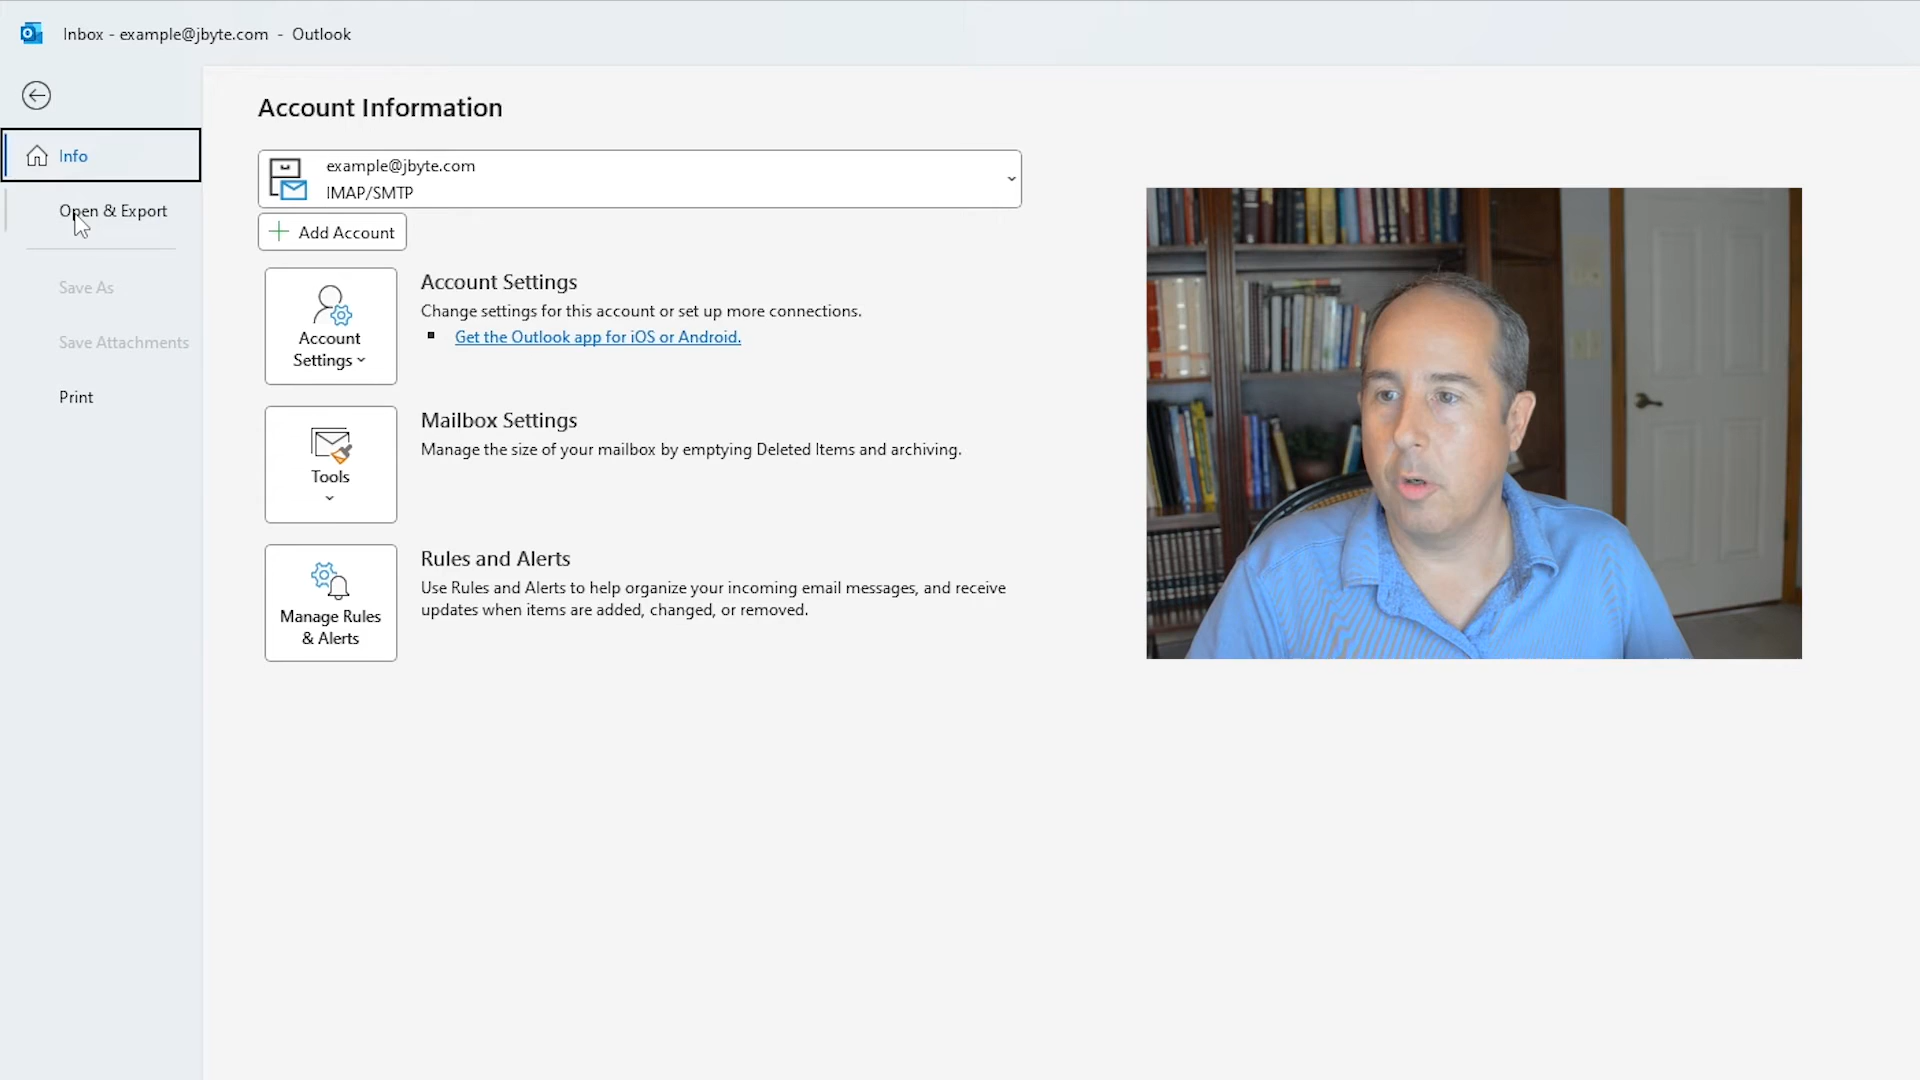 Inbox - example@jbyte.com - Outlook
Account Information
Info
example@jbyte.com
IMAP/SMTP
Open & Export
Add Account
Save As
Save Attachments
Print
Account
Settings
Account Settings
Change settings for this account or set up more connections.
Get the Outlook app for iOS or Android.
Tools
Mailbox Settings
Manage the size of your mailbox by emptying Deleted Items and archiving.
Manage Rules
& Alerts
Rules and Alerts
Use Rules and Alerts to help organize your incoming email messages, and receive
updates when items are added, changed, or removed.